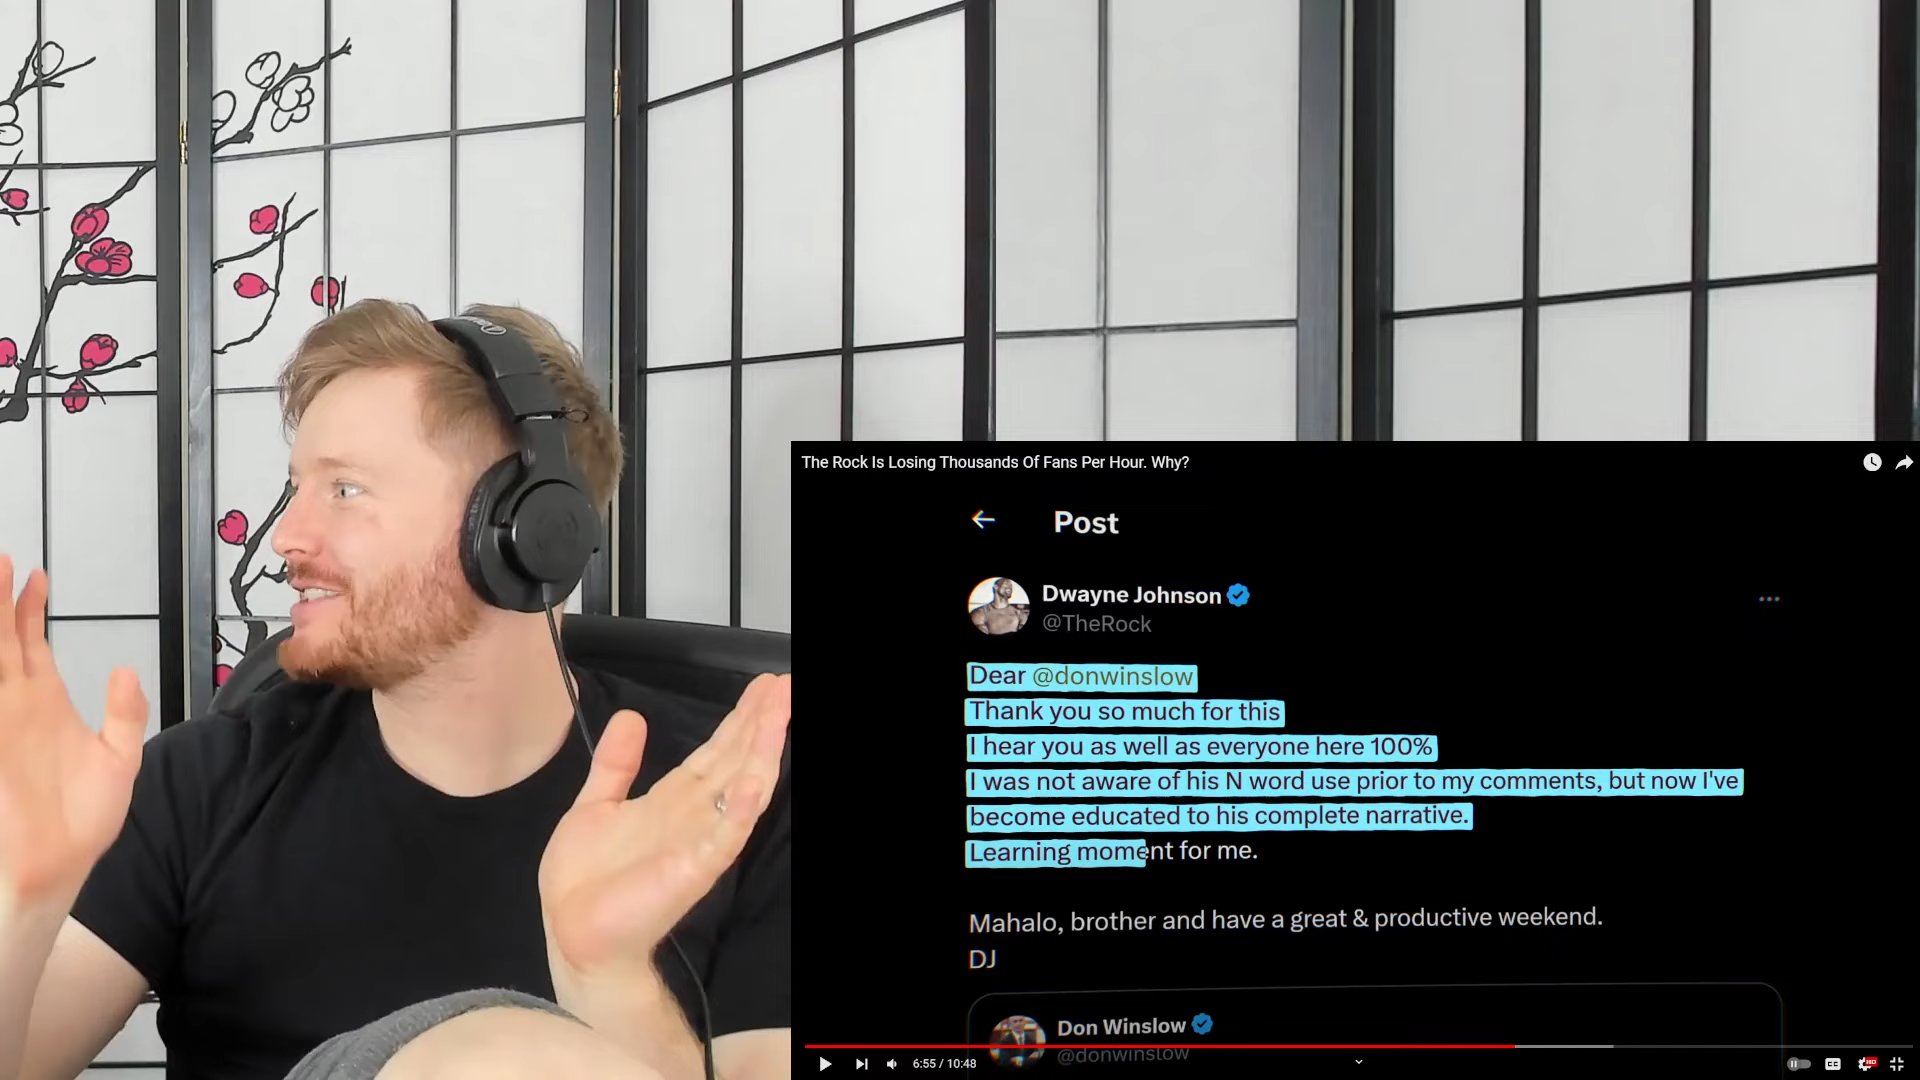 The Rock Is Losing Thousands Of Fans Per Hour. Why?
Post
Dwayne Johnson
@TheRock
Dear @donwinslow
Thank you so much for this
I hear you as well as everyone here 100%
I was not aware of his N word use prior to my comments, but now I've
become educated to his complete narrative.
Learning moment for me.
Mahalo, brother and have a great & productive weekend.
DJ
Don Winslow
@donwinslow
6:55 / 10:48
CC
HD